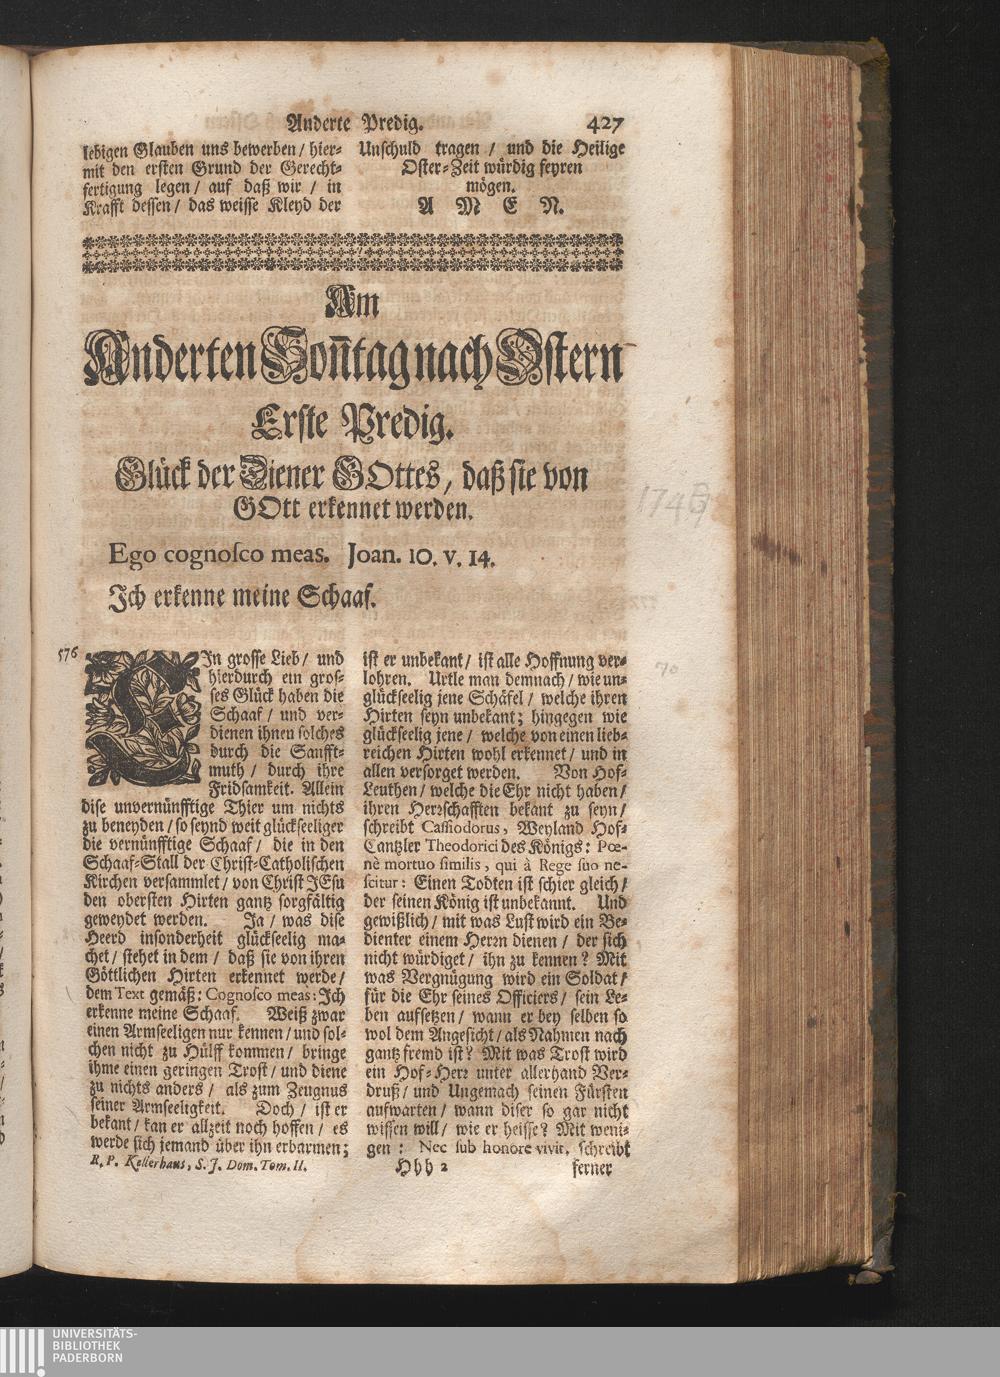 Anderte Predig. 427
lebigen Glauben uns bewerben / hier-
mit den ersten Grund der Gerecht-
fertigung legen / auf daß wir / in
Krafft dessen / das weisse Kleyd der
Unschuld tragen / und die Heilige
Oster-Zeit würdig feyren
mögen.
A M E N.
Am
Anderten Soñtag nach Ostern
Erste Predig.
Glück der Diener GOttes, daß sie von
GOtt erkennet werden.
1746
Ego cognosco meas. Joan. 10. v. 14.
Ich erkenne meine Schaaf.
576
EIn grosse Lieb / und
hierdurch ein gros-
ses Glück haben die
Schaaf / und ver-
dienen ihnen solches
durch die Sanfft-
muth / durch ihre
Fridsamkeit. Allein
dise unvernünfftige Thier um nichts
zu beneyden / so seynd weit glückseeliger
die vernünfftige Schaaf / die in den
Schaaf-Stall der Christ-Catholischen
Kirchen versammlet / von Christ JEsu
den obersten Hirten gantz sorgfältig
geweydet werden. Ja / was dise
Heerd insonderheit glückseelig ma-
chet / stehet in dem / daß sie von ihren
Göttlichen Hirten erkennet werde /
dem Text gemäß: Cognosco meas: Ich
erkenne meine Schaaf. Weiß zwar
einen Armseeligen nur kennen / und sol-
chen nicht zu Hülff kommen / bringe
ihme einen geringen Trost / und diene
zu nichts anders / als zum Zeugnus
seiner Armseeligkeit. Doch / ist er
bekant / kan er allzeit noch hoffen / es
werde sich jemand über ihn erbarmen;
R. P. Kellerhaus, S. J. Dom. Tom. II.
ist er unbekant / ist alle Hoffnung ver-
lohren. Urtle man demnach / wie un-
glückseelig jene Schäfel / welche ihren
Hirten seyn unbekant; hingegen wie
glückseelig jene / welche von einen lieb-
reichen Hirten wohl erkennet / und in
allen versorget werden. Von Hof-
Leuthen / welche die Ehr nicht haben /
ihren Herrschafften bekant zu seyn /
schreibt Cassiodorus, Weyland Hof-
Cantzler Theodorici des Königs: Pœ-
nè mortuo similis, qui à Rege suo ne-
scitur: Einen Todten ist schier gleich /
der seinen König ist unbekannt. Und
gewißlich / mit was Lust wird ein Be-
dienter einem Herrn dienen / der sich
nicht würdiget / ihn zu kennen? Mit
was Vergnügung wird ein Soldat /
für die Ehr seines Officiers / sein Le-
ben aufsetzen / wann er bey selben so
wol dem Angesicht / als Nahmen nach
gantz fremd ist? Mit was Trost wird
ein Hof-Herr unter allerhand Ver-
druß / und Ungemach seinen Fürsten
aufwarten / wann diser so gar nicht
wissen will / wie er heisse? Mit weni-
gen: Nec sub honore vivit, schreibt
Hhh 2 ferner
70
UNIVERSITÄTS-
BIBLIOTHEK
PADERBORN